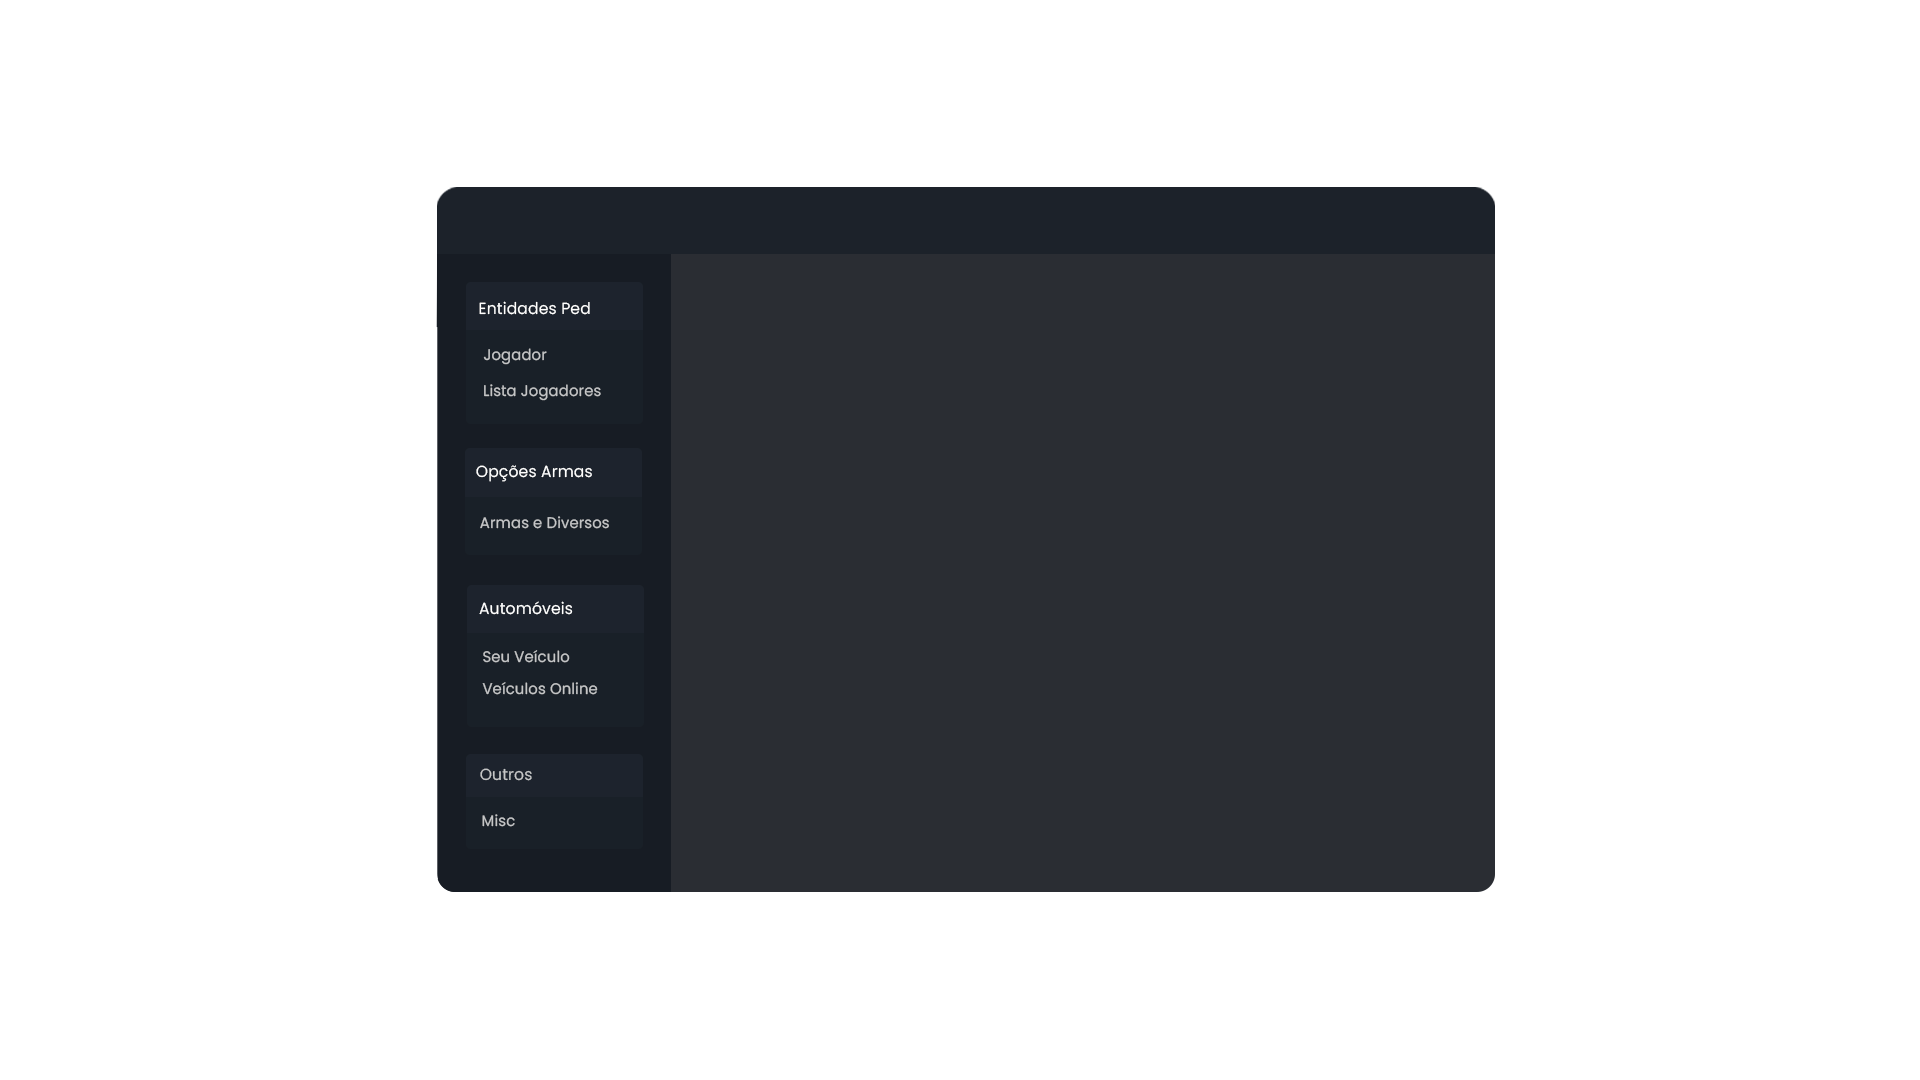 Entidades Ped
Jogador
Lista Jogadores
Opções Armas
Armas e Diversos
Automóveis
Seu Veículo
Veículos Online
Outros
Misc